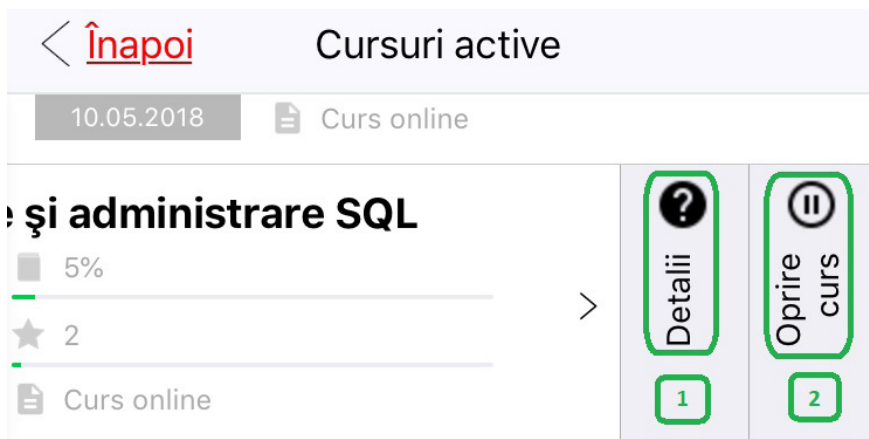 Înapoi
Cursuri active
10.05.2018
Curs online
și administrare SQL
5%
2
Curs online
Detalii
Oprire
curs
1
2